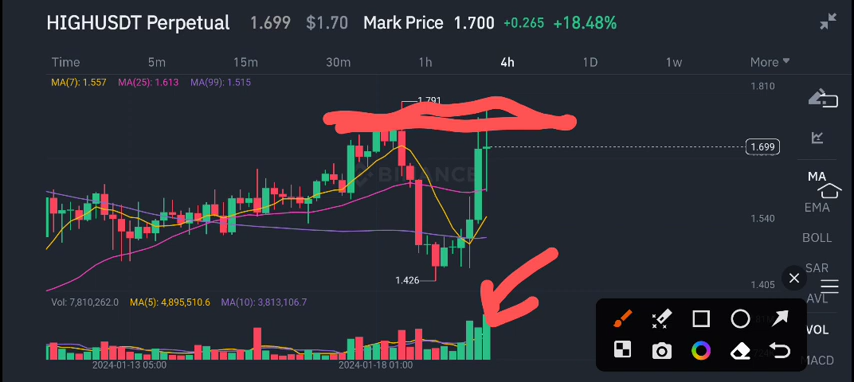 HIGHUSDT Perpetual 1.699 $1.70 Mark Price 1.700 +0.265 +18.48%
Time 5m 15m 30m 1h 4h 1D 1w More
MA(7): 1.557 MA(25): 1.613 MA(99): 1.515
1.810
1.791
1.699
BINANCE
MA
EMA
1.540
BOLL
SAR
1.426
1.405
AVL
Vol: 7,810,262.0 MA(5): 4,895,510.6 MA(10): 3,813,106.7
VOL
MACD
2024-01-13 05:00 2024-01-18 01:00